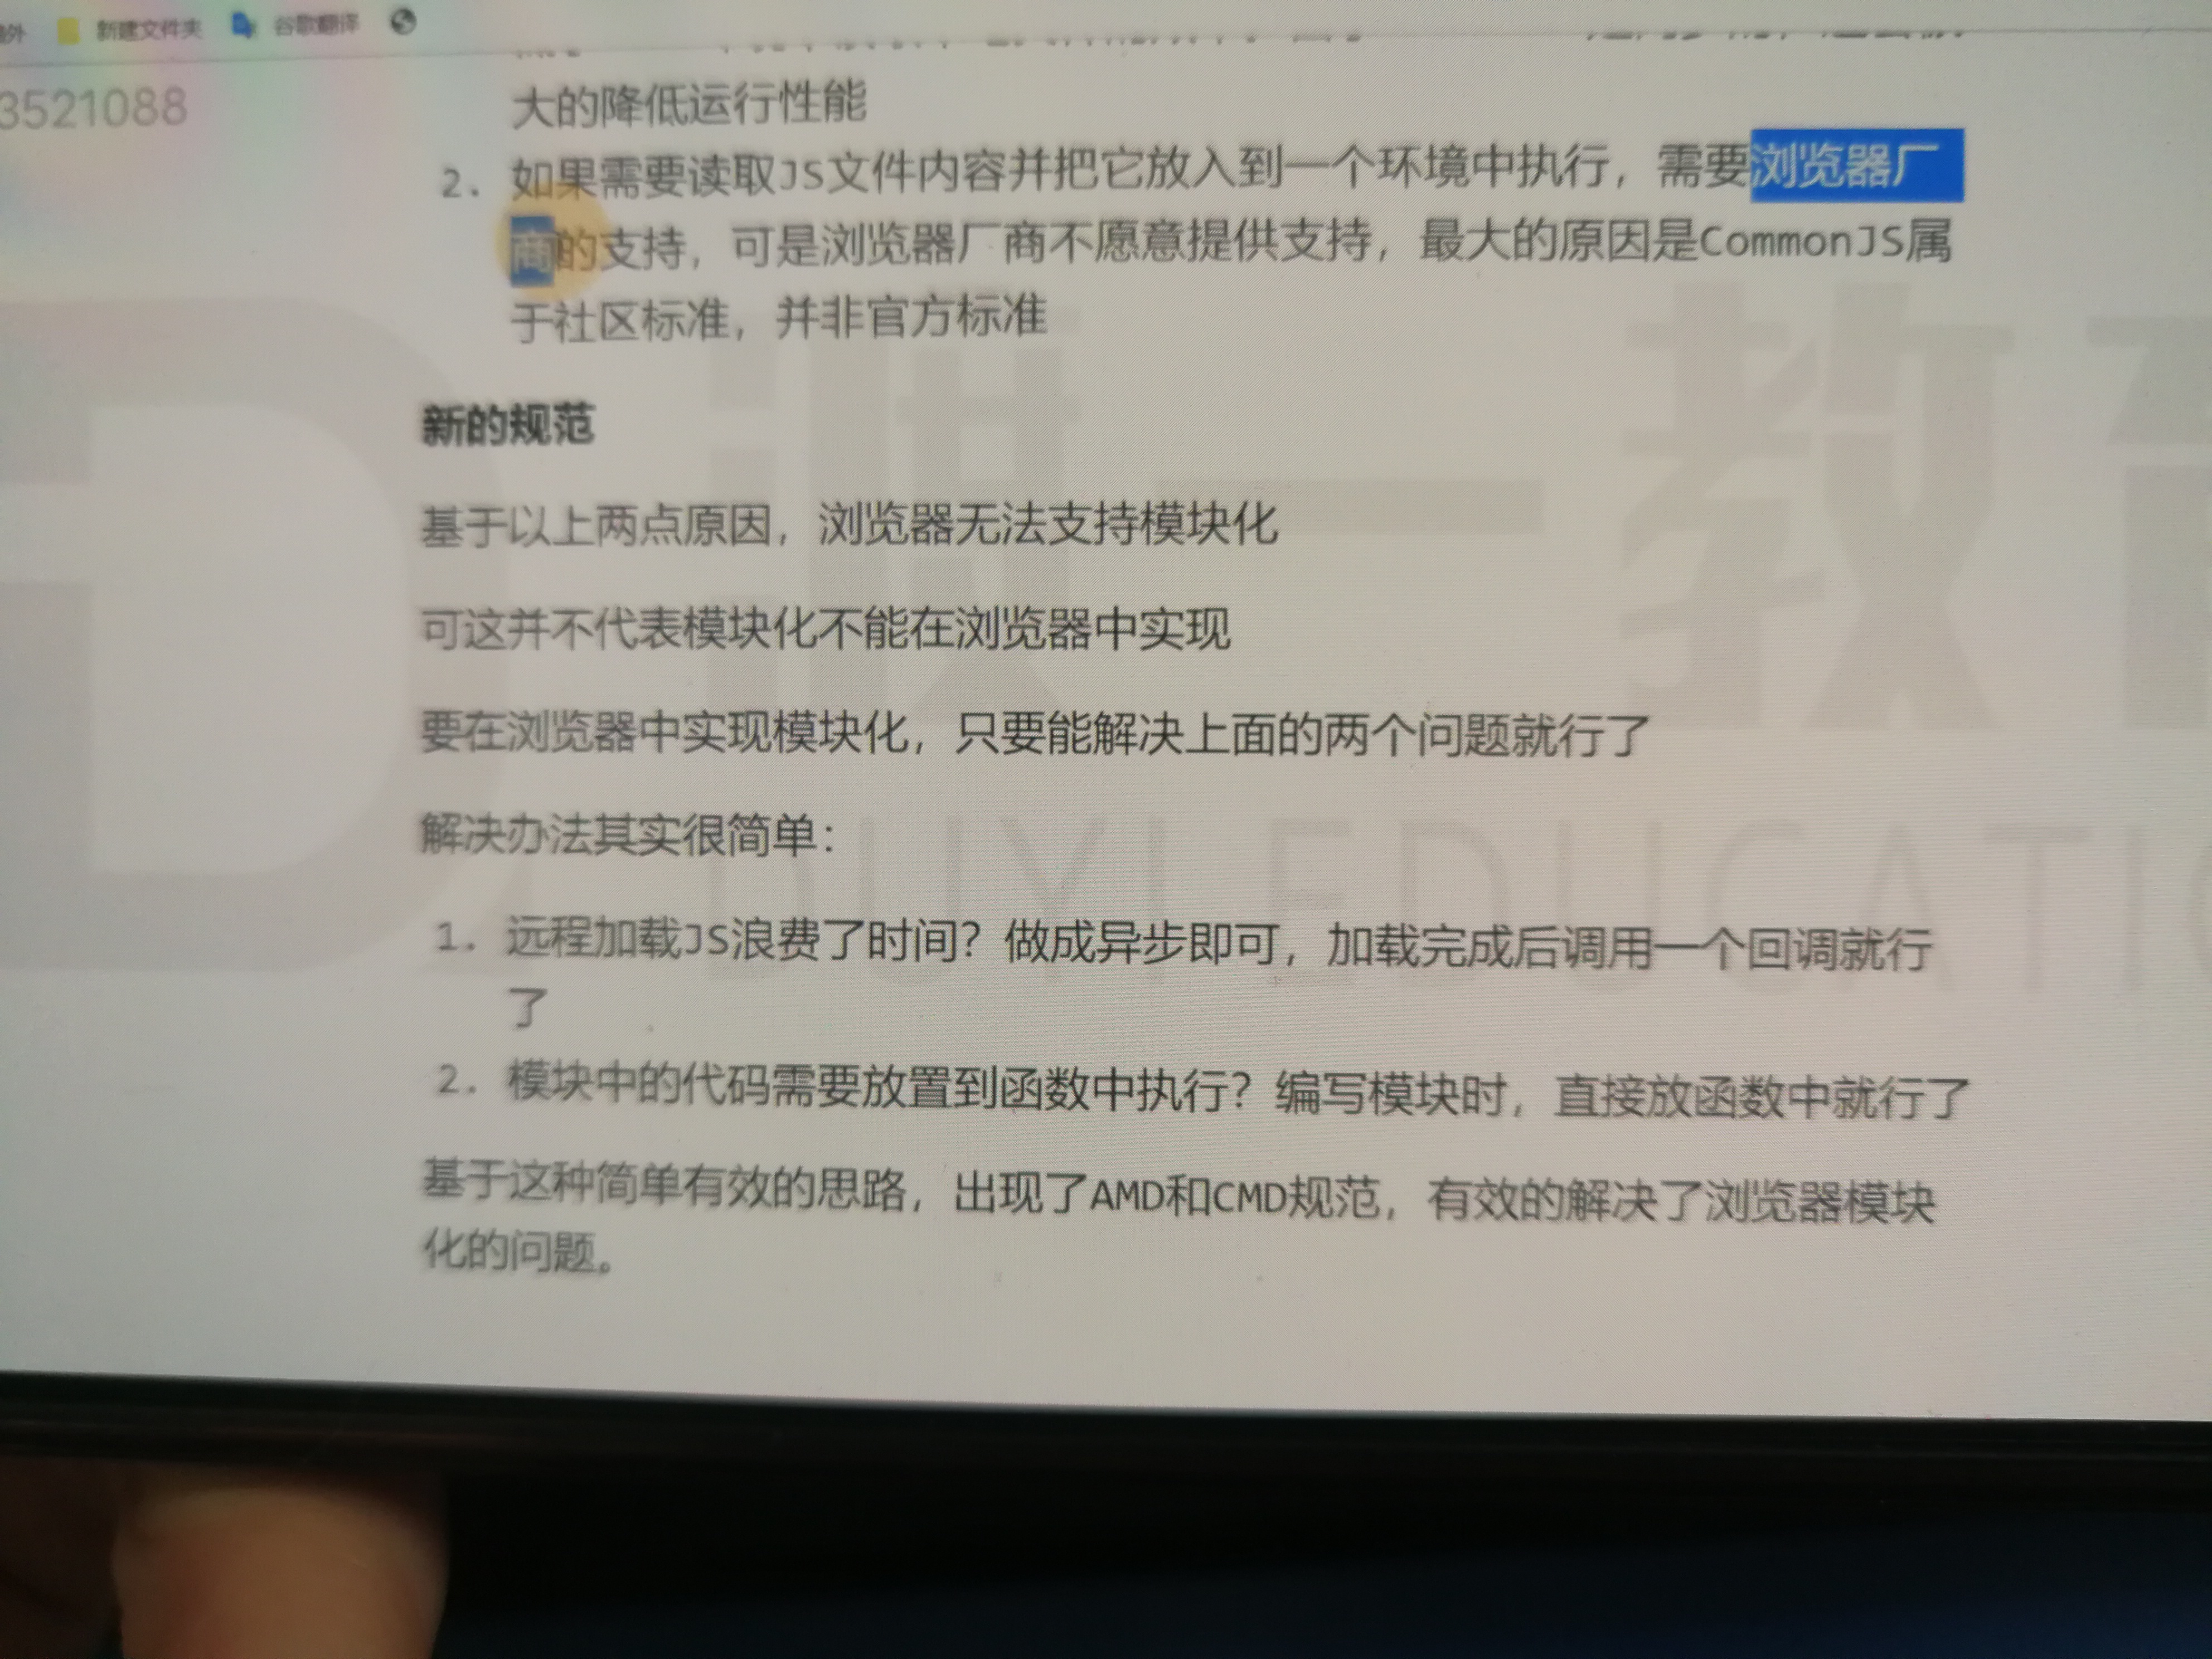 外
新建文件夹
谷歌翻译
3521088
大的降低运行性能
2. 如果需要读取JS文件内容并把它放入到一个环境中执行，需要浏览器厂
商的支持，可是浏览器厂商不愿意提供支持，最大的原因是CommonJS属
于社区标准，并非官方标准
新的规范
基于以上两点原因，浏览器无法支持模块化
可这并不代表模块化不能在浏览器中实现
要在浏览器中实现模块化，只要能解决上面的两个问题就行了
解决办法其实很简单：
1. 远程加载JS浪费了时间？做成异步即可，加载完成后调用一个回调就行
了
2. 模块中的代码需要放置到函数中执行？编写模块时，直接放函数中就行了
基于这种简单有效的思路，出现了AMD和CMD规范，有效的解决了浏览器模块
化的问题。
渡一教
DUYI EDUCATI